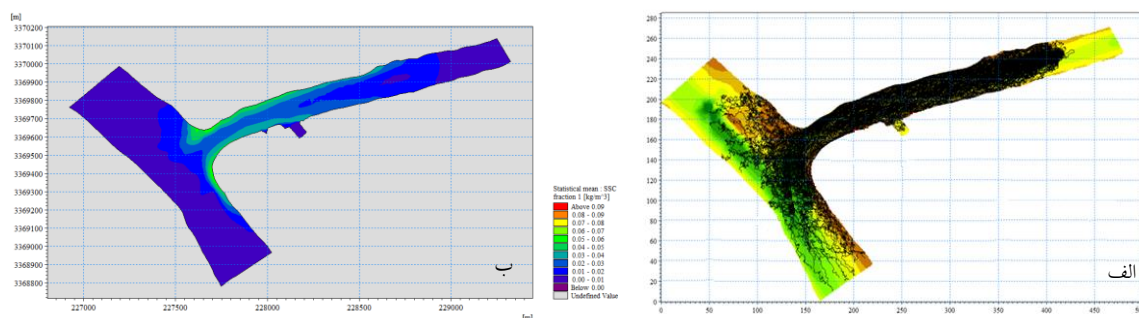 [m]
3370200
3370100
3370000
3369900
3369800
3369700
3369600
3369500
3369400
3369300
3369200
3369100
3369000
3368900
3368800
227000 227500 228000 228500 229000
[m]
ب
Statistical mean : SSC
fraction 1 [kg/m^3]
Above 0.09
0.08 - 0.09
0.07 - 0.08
0.06 - 0.07
0.05 - 0.06
0.04 - 0.05
0.03 - 0.04
0.02 - 0.03
0.01 - 0.02
0.00 - 0.01
Below 0.00
Undefined Value
280
260
240
220
200
180
160
140
120
100
80
60
40
20
0
0 50 100 150 200 250 300 350 400 450
الف